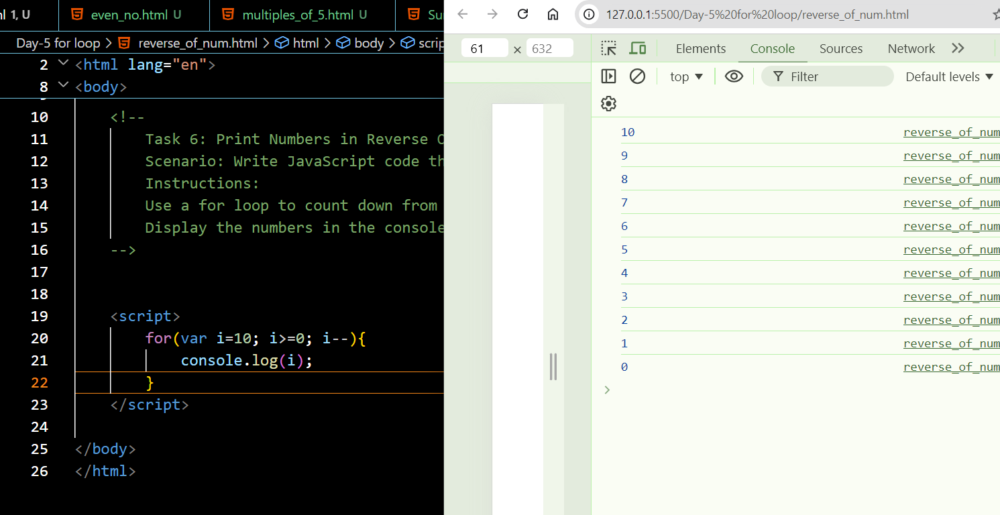 nl 1, U
even_no.html U
multiples_of_5.html U
Su
Day-5 for loop > reverse_of_num.html > html > body > scrip
2 <html lang="en">
8 <body>
10 <!--
11 Task 6: Print Numbers in Reverse O
12 Scenario: Write JavaScript code th
13 Instructions:
14 Use a for loop to count down from
15 Display the numbers in the console
16 -->
17
18
19 <script>
20 for(var i=10; i>=0; i--){
21 console.log(i);
22 }
23 </script>
24
25 </body>
26 </html>
127.0.0.1:5500/Day-5%20for%20loop/reverse_of_num.html
61 × 632
Elements Console Sources Network
top Filter Default levels
10 reverse_of_num
9 reverse_of_num
8 reverse_of_num
7 reverse_of_num
6 reverse_of_num
5 reverse_of_num
4 reverse_of_num
3 reverse_of_num
2 reverse_of_num
1 reverse_of_num
0 reverse_of_num
>